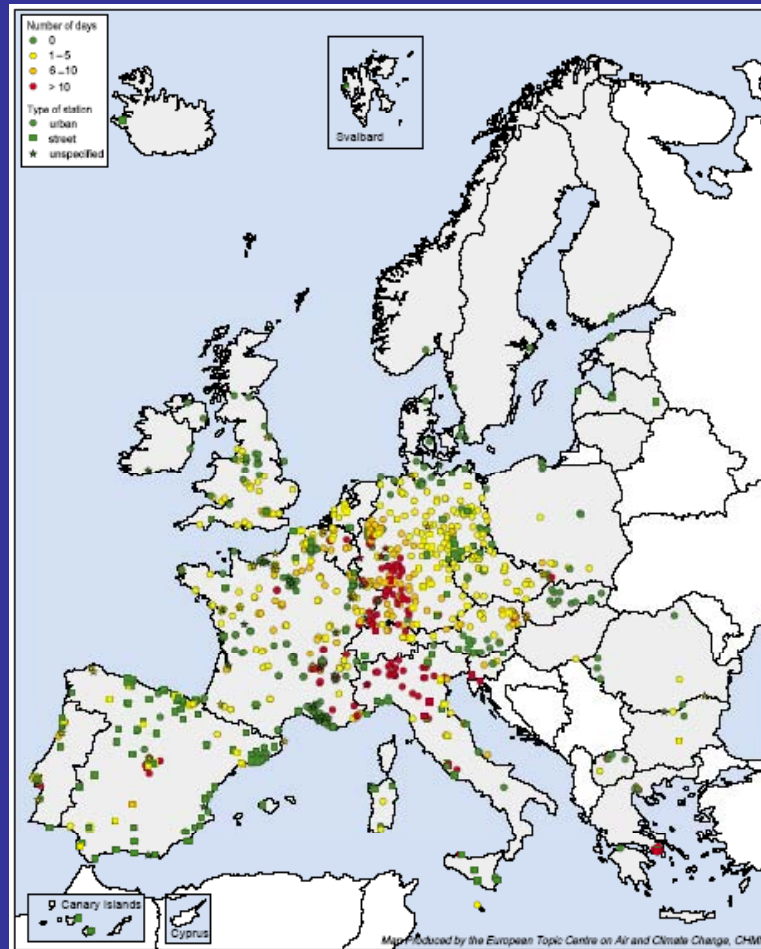 Number of days
0
1–5
6–10
> 10
Type of station
urban
street
unspecified
Svalbard
Canary Islands
Cyprus
Map Produced by the European Topic Centre on Air and Climate Change, CHM